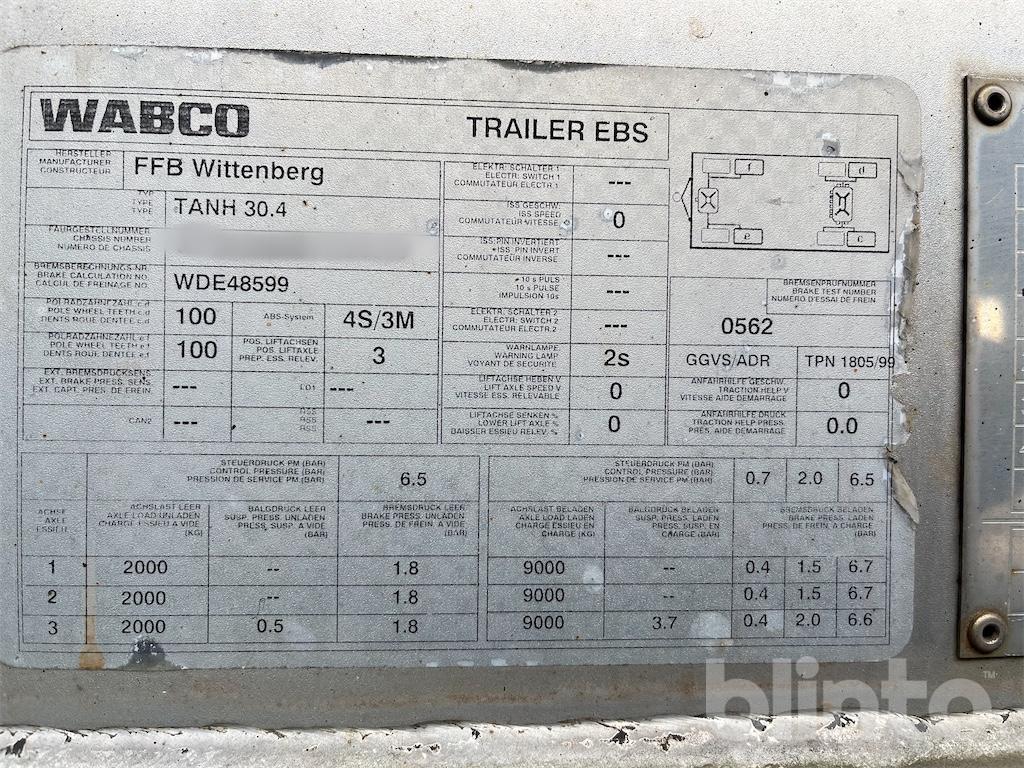 WABCO
TRAILER EBS
HERSTELLER
MANUFACTURER
CONSTRUCTEUR
FFB Wittenberg
TYP
TYPE
TYPE
TANH 30.4
FAHRGESTELLNUMMER
CHASSIS NUMBER
NUMERO DE CHASSIS
BREMSBERECHNUNGS-NR.
BRAKE CALCULATION NO.
CALCUL DE FREINAGE NO.
WDE48599
POLRADZAHNEZAHL c.d
POLE WHEEL TEETH c.d
DENTS ROUE DENTEE c.d
100
ABS-System
4S/3M
POLRADZAHNEZAHL e.f
POLE WHEEL TEETH e.f
DENTS ROUE DENTEE e.f
100
POS. LIFTACHSEN
POS. LIFTAXLE
PREP. ESS. RELEV.
3
EXT. BREMSDRUCKSENS.
EXT. BRAKE PRESS. SENS.
EXT. CAPT. PRES. DE FREIN.
---
LD1
---
CAN2
---
RSS
RSS
RSS
---
ELEKTR. SCHALTER 1
ELECTR. SWITCH 1
COMMUTATEUR ELECTR.1
---
ISS GESCHW.
ISS SPEED
COMMUTATEUR VITESSE
0
ISS PIN INVERTIERT
ISS PIN INVERT
COMMUTATEUR INVERSE
---
10 s PULS
10 s PULSE
IMPULSION 10s
---
ELEKTR. SCHALTER 2
ELECTR. SWITCH 2
COMMUTATEUR ELECTR.2
---
WARNLAMPE
WARNING LAMP
VOYANT DE SECURITE
2s
LIFTACHSE HEBEN V
LIFT AXLE SPEED V
VITESSE ESS. RELEVABLE
0
LIFTACHSE SENKEN %
LOWER LIFT AXLE %
BAISSER ESSIEU RELEV. %
0
f
d
e
c
BREMSENPRÜFNUMMER
BRAKE TEST NUMBER
NUMERO D'ESSAI DE FREIN
0562
GGVS/ADR
TPN 1805/99
ANFAHRHILFE GESCHW.
TRACTION HELP V
VITESSE AIDE DEMARRAGE
0
ANFAHRHILFE DRUCK
TRACTION HELP PRESS.
PRES. AIDE DEMARRAGE
0.0
STEUERDRUCK PM (BAR)
CONTROL PRESSURE (BAR)
PRESSION DE SERVICE PM (BAR)
6.5
STEUERDRUCK PM (BAR)
CONTROL PRESSURE (BAR)
PRESSION DE SERVICE PM (BAR)
0.7 2.0 6.5
ACHSE
AXLE
ESSIEU
ACHSLAST LEER
AXLE LOAD UNLADEN
CHARGE ESSIEU A VIDE
(KG)
BALGDRUCK LEER
SUSP. PRESS. UNLADEN
PRESS. SUSP. A VIDE
(BAR)
BREMSDRUCK LEER
BRAKE PRESS. UNLADEN
PRESS. DE FREIN. A VIDE
(BAR)
ACHSLAST BELADEN
AXLE LOAD LADEN
CHARGE ESSIEU EN
CHARGE (KG)
BALGDRUCK BELADEN
SUSP. PRESS. LADEN
PRESS. SUSP. EN
CHARGE (BAR)
BREMSDRUCK BELADEN
BRAKE PRESS. LADEN
PRESS. DE FREIN. A CHARGE
(BAR)
1 2000 -- 1.8 9000 -- 0.4 1.5 6.7
2 2000 -- 1.8 9000 -- 0.4 1.5 6.7
3 2000 0.5 1.8 9000 3.7 0.4 2.0 6.6
blinto™